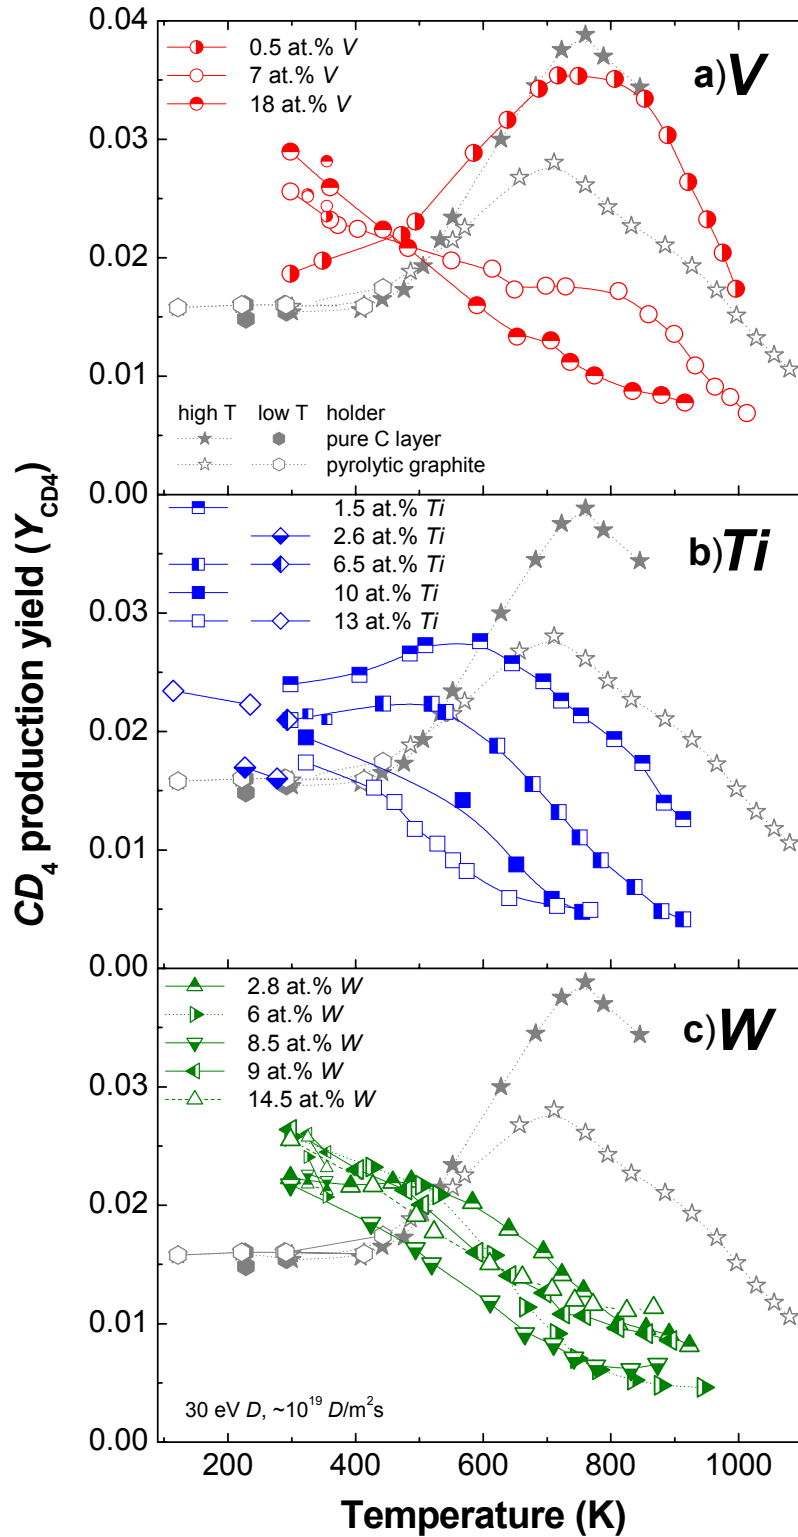 0.04
0.5 at.% V
7 at.% V
18 at.% V
a) V
0.03
0.02
0.01
high T low T holder
pure C layer
pyrolytic graphite
0.00
1.5 at.% Ti
2.6 at.% Ti
6.5 at.% Ti
10 at.% Ti
13 at.% Ti
b) Ti
0.03
0.02
0.01
0.00
2.8 at.% W
6 at.% W
8.5 at.% W
9 at.% W
14.5 at.% W
c) W
0.03
0.02
0.01
30 eV D, ~10¹⁹ D/m²s
0.00
200 400 600 800 1000
Temperature (K)
CD₄ production yield (Y_CD4)